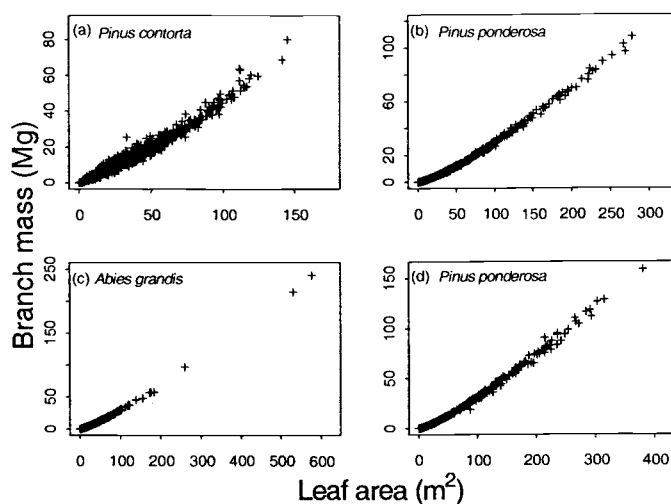 (a) Pinus contorta
80
60
40
20
0
0 50 100 150
(b) Pinus ponderosa
100
60
20
0
0 50 100 150 200 250 300
(c) Abies grandis
250
150
50
0
0 100 200 300 400 500 600
(d) Pinus ponderosa
150
100
50
0
0 100 200 300 400
Branch mass (Mg)
Leaf area (m²)